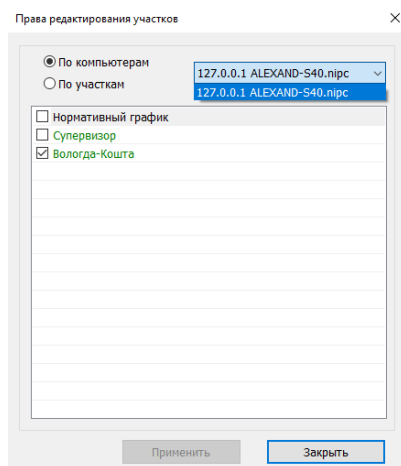 Права редактирования участков
По компьютерам
127.0.0.1 ALEXAND-S40.nipc
По участкам
127.0.0.1 ALEXAND-S40.nipc
Нормативный график
Супервизор
Вологда-Кошта
Применить
Закрыть